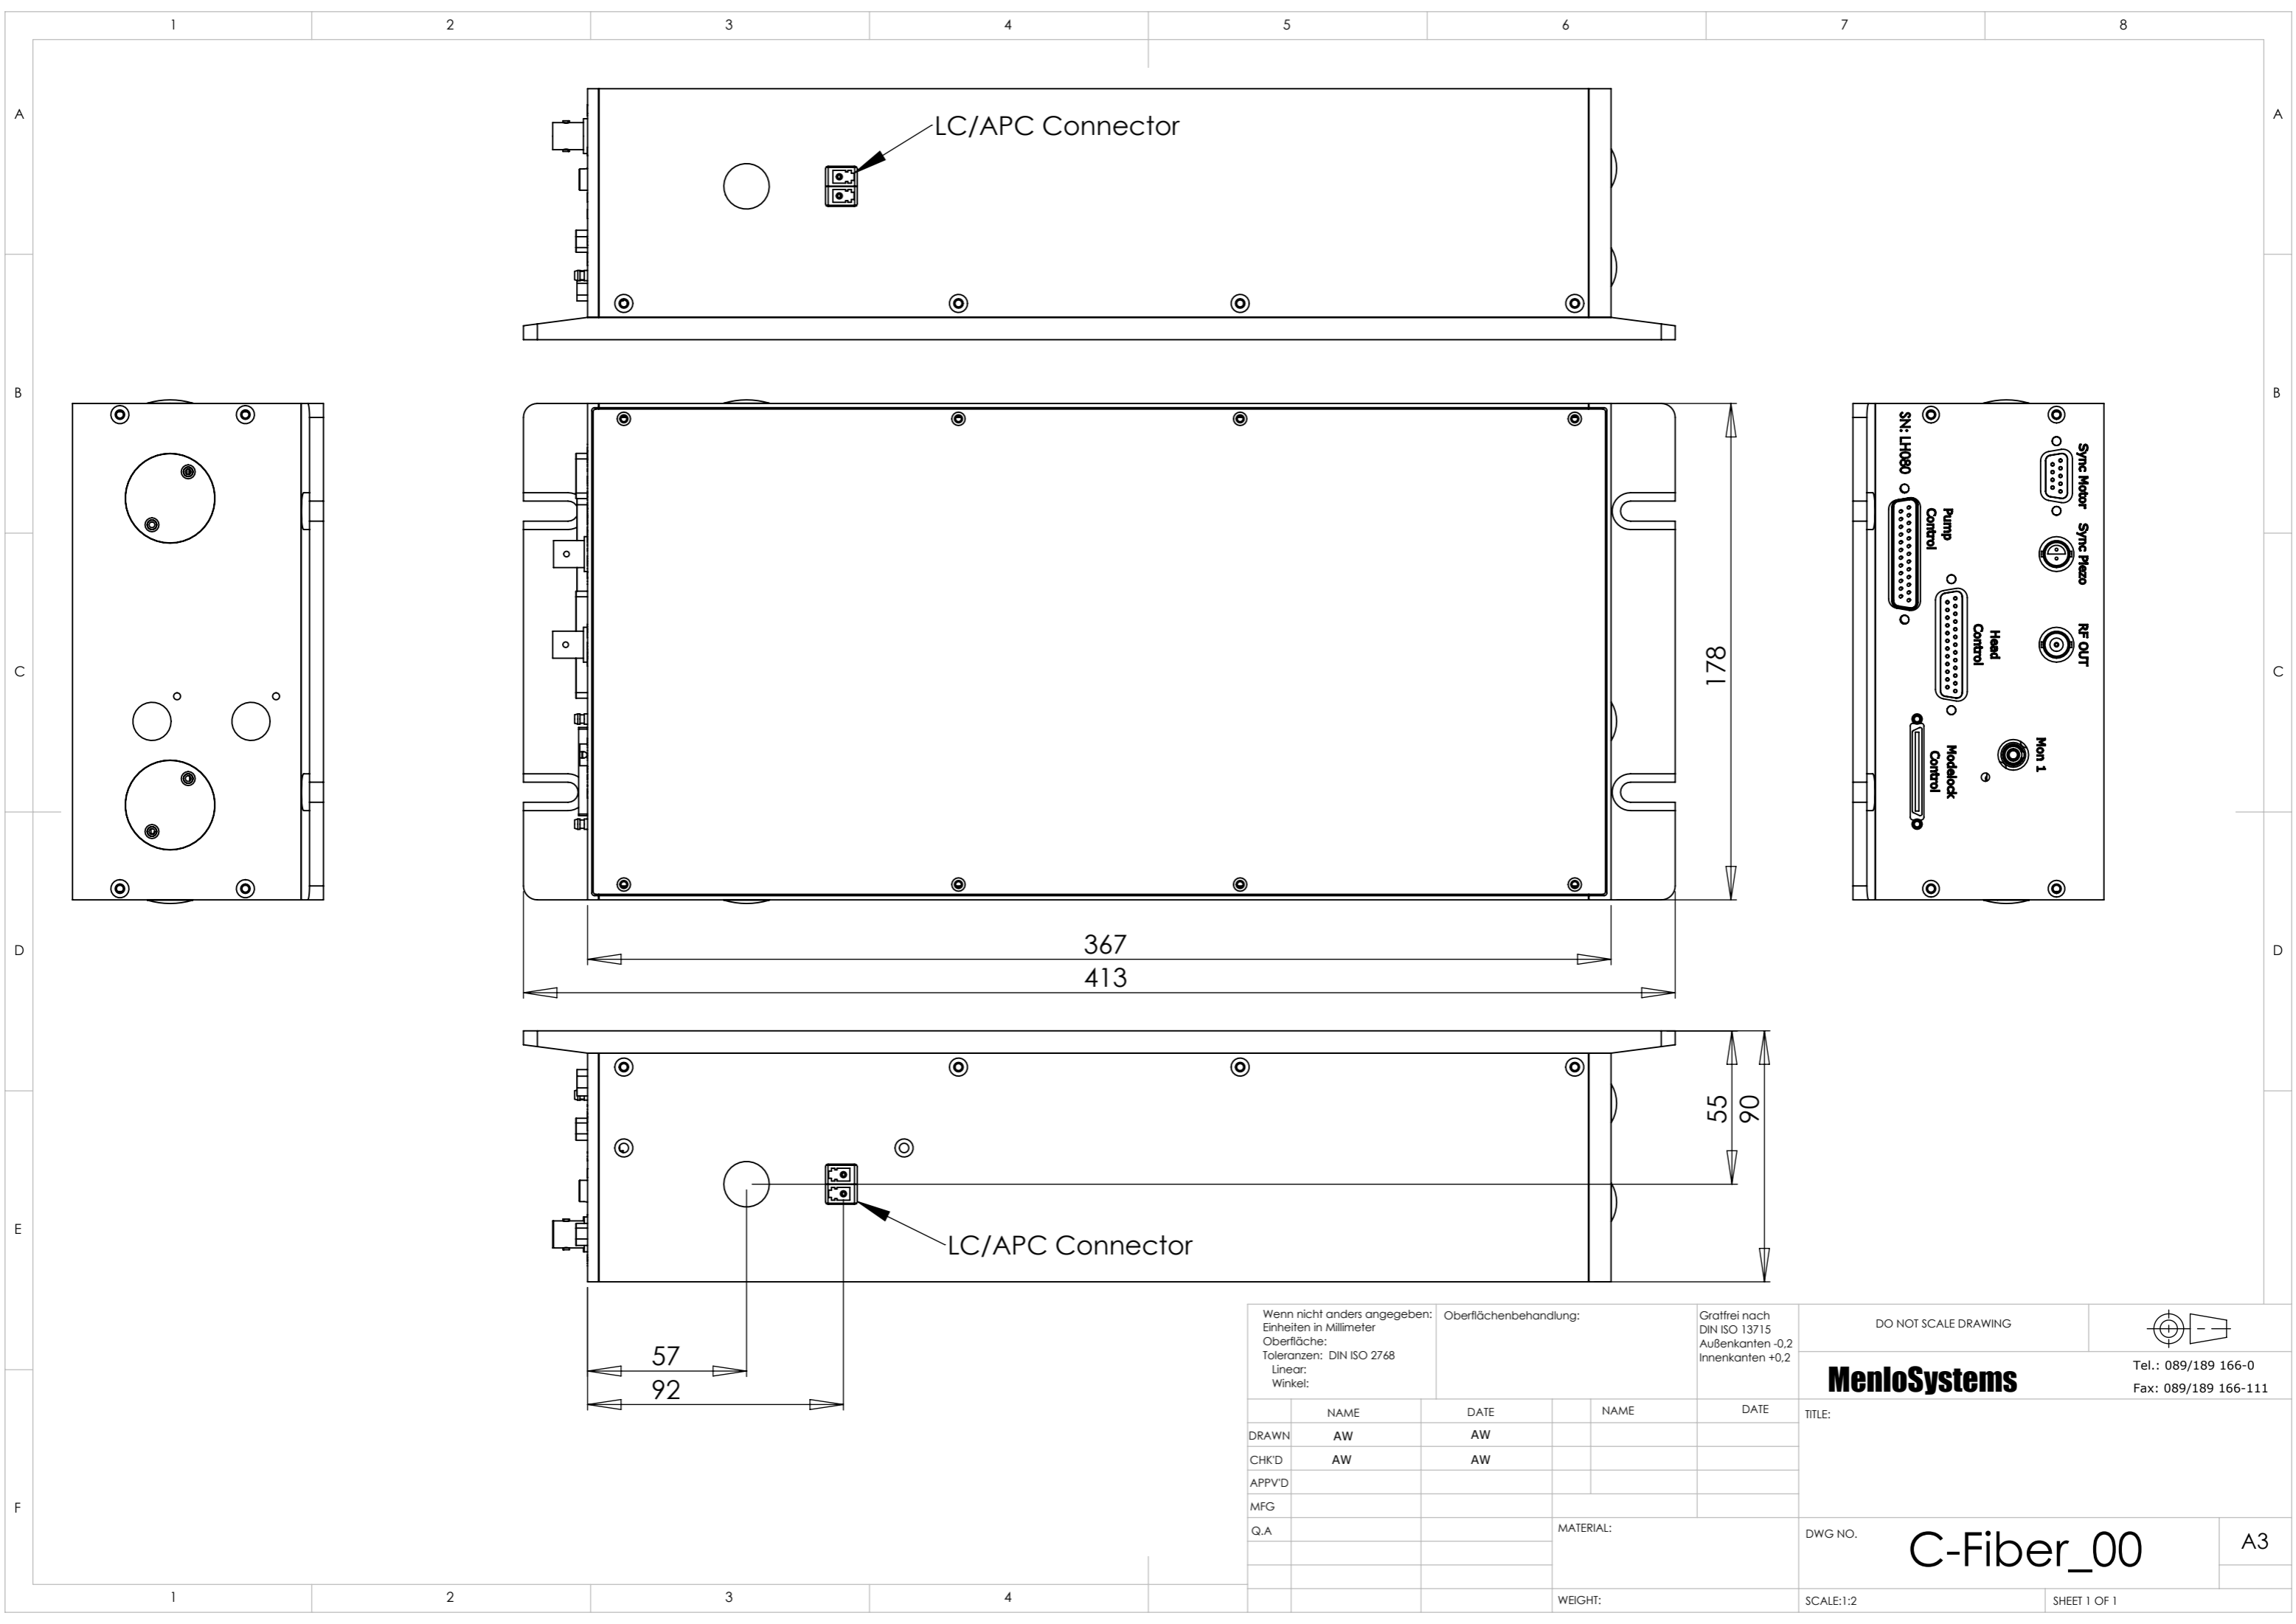 1 2 3 4 5 6 7 8
A A
LC/APC Connector
B B
SN: LH080
Sync Motor
Pump
Control
Sync Piezo
Head
Control
RF OUT
Modelock
Control
Mon 1
C C
178
367
413
D D
55
90
LC/APC Connector
E
57
92
F
Wenn nicht anders angegeben:
Einheiten in Millimeter
Oberfläche:
Toleranzen: DIN ISO 2768
Linear:
Winkel:
Oberflächenbehandlung:
Gratfrei nach
DIN ISO 13715
Außenkanten -0,2
Innenkanten +0,2
DO NOT SCALE DRAWING
MenloSystems
Tel.: 089/189 166-0
Fax: 089/189 166-111
NAME DATE NAME DATE
DRAWN AW AW
CHK'D AW AW
APPV'D
MFG
Q.A
MATERIAL:
WEIGHT:
TITLE:
DWG NO.
C-Fiber_00
A3
SCALE:1:2
SHEET 1 OF 1
1 2 3 4